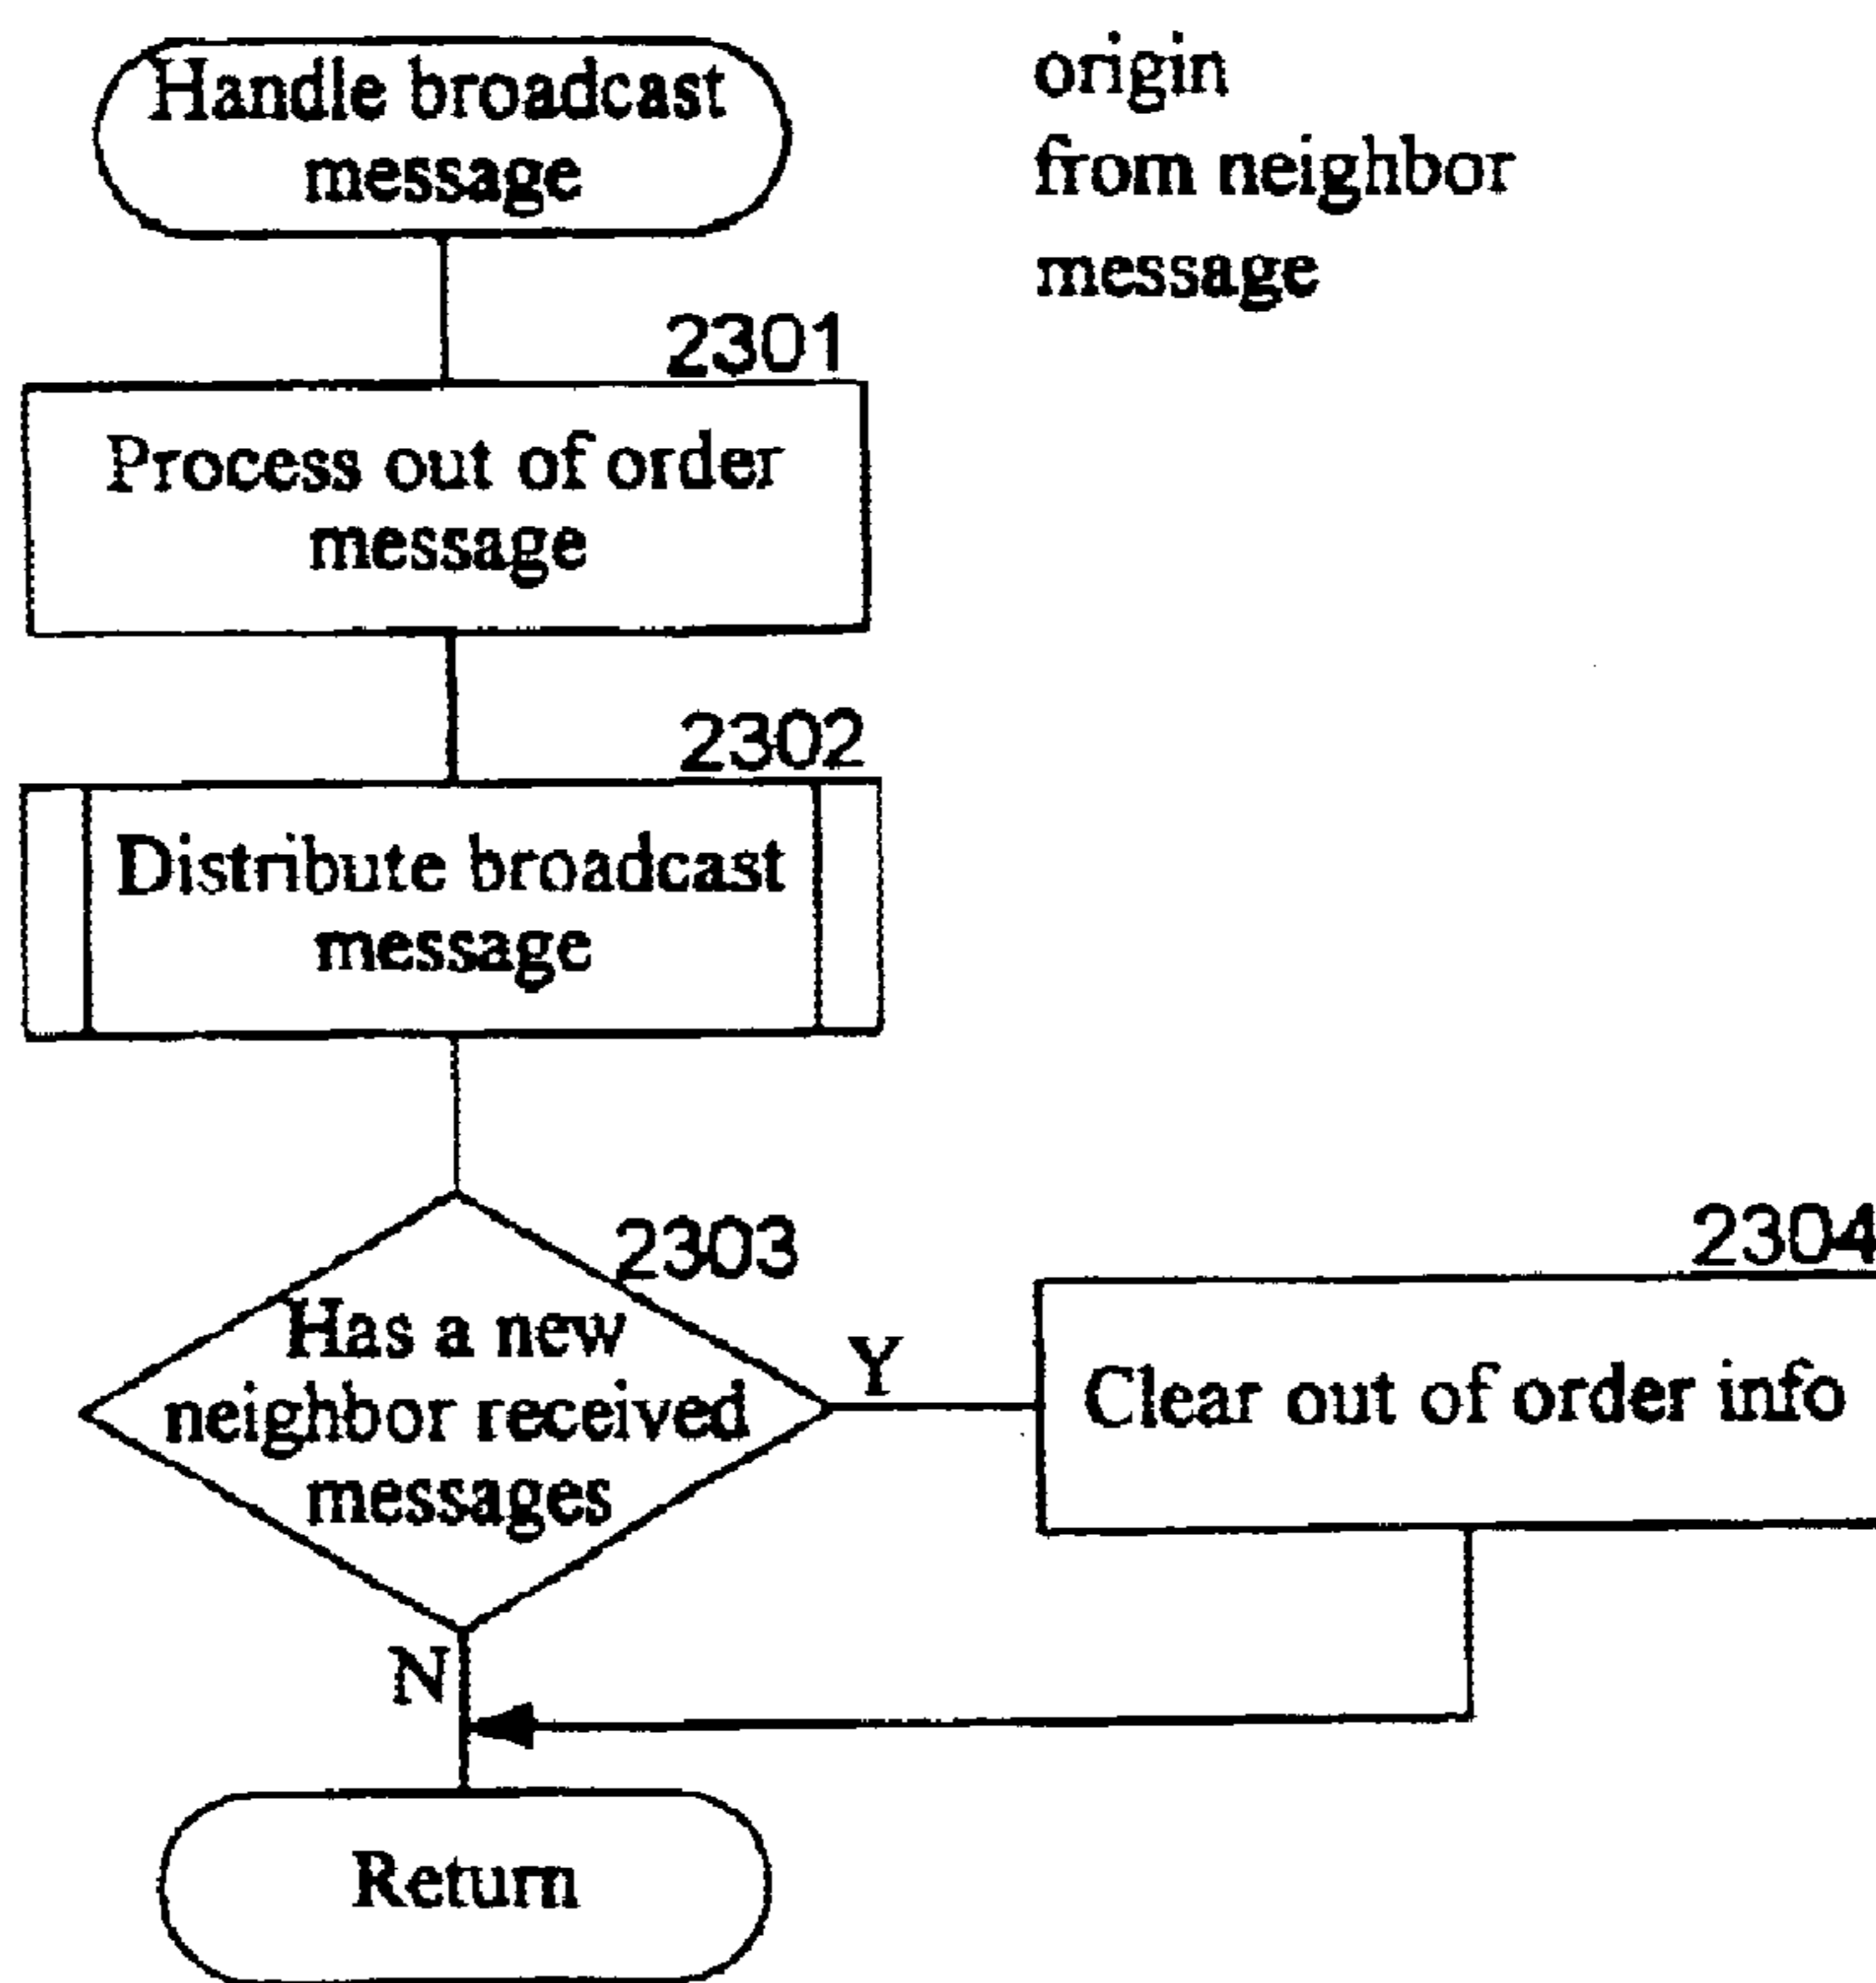 Handle broadcast
message
origin
from neighbor
message
2301
Process out of order
message
2302
Distribute broadcast
message
2303
Has a new
neighbor received
messages
Y
2304
Clear out of order info
N
Return